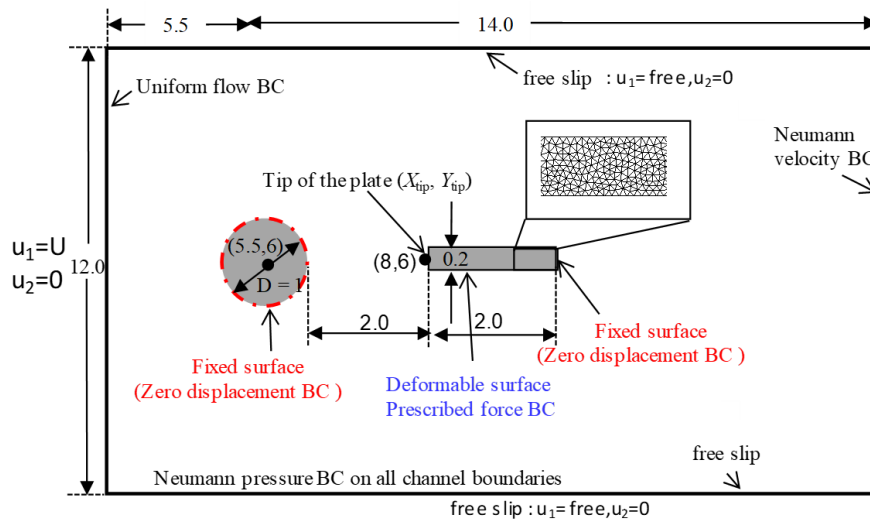 5.5
14.0
Uniform flow BC
free slip : u₁=free,u₂=0
Neumann
velocity BC
Tip of the plate (Xtip, Ytip)
u₁=U
u₂=0
12.0
(5.5,6)
D = 1
(8,6)
0.2
2.0
2.0
Fixed surface
(Zero displacement BC )
Deformable surface
Prescribed force BC
Fixed surface
(Zero displacement BC )
free slip
Neumann pressure BC on all channel boundaries
free slip : u₁=free,u₂=0